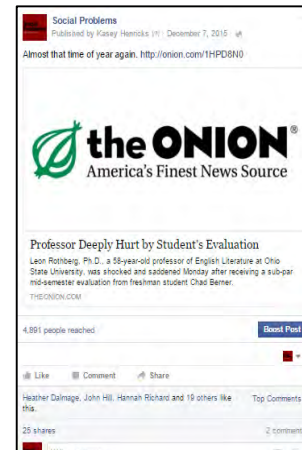 Social Problems
Published by Kasey Henricks [?] · December 7, 2015 ·
Almost that time of year again. http://onion.com/1HPD8N0
the ONION®
America's Finest News Source
Professor Deeply Hurt by Student's Evaluation
Leon Rothberg, Ph.D., a 58-year-old professor of English Literature at Ohio
State University, was shocked and saddened Monday after receiving a sub-par
mid-semester evaluation from freshman student Chad Berner.
THEONION.COM
4,891 people reached
Boost Post
Like Comment Share
Heather Dalmage, John Hill, Hannah Richard and 19 others like
this.
Top Comments
25 shares
2 comment